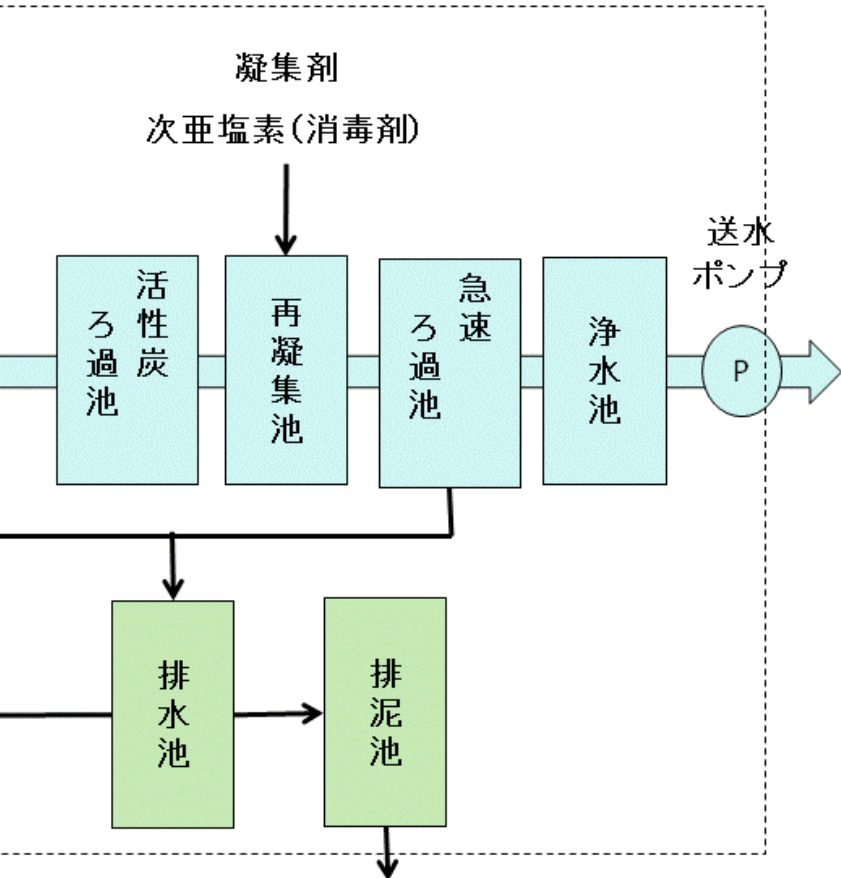 凝集剤
次亜塩素(消毒剤)
送水
ポンプ
活性炭
ろ過池
再凝集池
急速
ろ過池
浄水池
P
排水池
排泥池